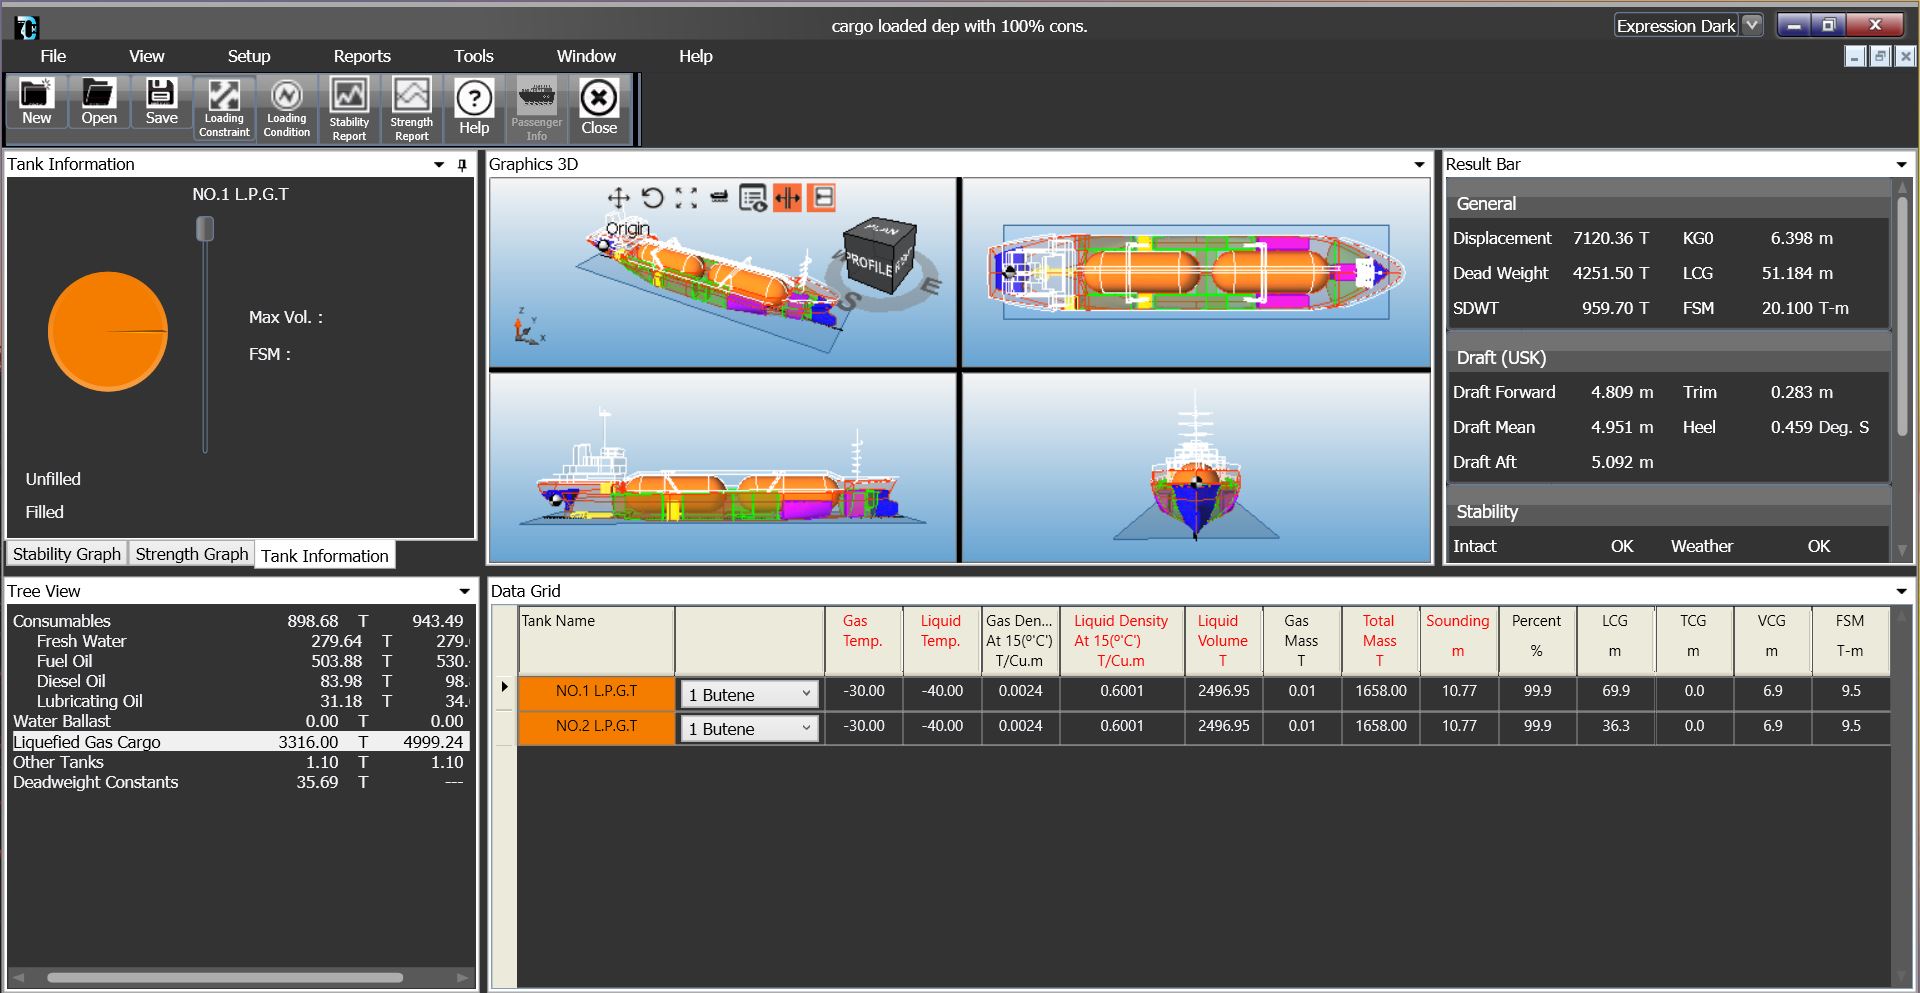 cargo loaded dep with 100% cons.
Expression Dark
File View Setup Reports Tools Window Help
New
Open
Save
Loading
Constraint
Loading
Condition
Stability
Report
Strength
Report
Help
Passenger
Info
Close
Tank Information
NO.1 L.P.G.T
Max Vol. :
FSM :
Unfilled
Filled
Stability Graph Strength Graph Tank Information
Graphics 3D
Origin
PLAN
PROFILE
S
E
Z
Y
X
Result Bar
General
Displacement 7120.36 T KG0 6.398 m
Dead Weight 4251.50 T LCG 51.184 m
SDWT 959.70 T FSM 20.100 T-m
Draft (USK)
Draft Forward 4.809 m Trim 0.283 m
Draft Mean 4.951 m Heel 0.459 Deg. S
Draft Aft 5.092 m
Stability
Intact OK Weather OK
Tree View
Consumables 898.68 T 943.49
Fresh Water 279.64 T 279.
Fuel Oil 503.88 T 530.
Diesel Oil 83.98 T 98.
Lubricating Oil 31.18 T 34.
Water Ballast 0.00 T 0.00
Liquefied Gas Cargo 3316.00 T 4999.24
Other Tanks 1.10 T 1.10
Deadweight Constants 35.69 T ---
Data Grid
Tank Name
Gas
Temp.
Liquid
Temp.
Gas Den...
At 15(º'C')
T/Cu.m
Liquid Density
At 15(º'C')
T/Cu.m
Liquid
Volume
T
Gas
Mass
T
Total
Mass
T
Sounding
m
Percent
%
LCG
m
TCG
m
VCG
m
FSM
T-m
NO.1 L.P.G.T 1 Butene -30.00 -40.00 0.0024 0.6001 2496.95 0.01 1658.00 10.77 99.9 69.9 0.0 6.9 9.5
NO.2 L.P.G.T 1 Butene -30.00 -40.00 0.0024 0.6001 2496.95 0.01 1658.00 10.77 99.9 36.3 0.0 6.9 9.5